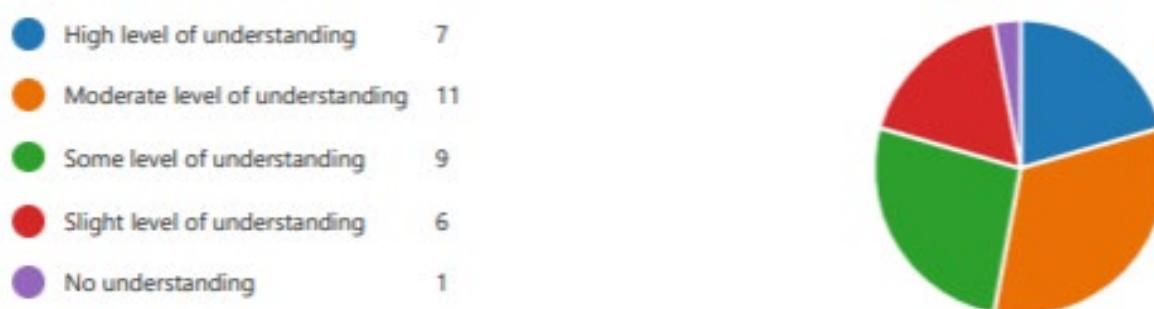 High level of understanding 7
Moderate level of understanding 11
Some level of understanding 9
Slight level of understanding 6
No understanding 1